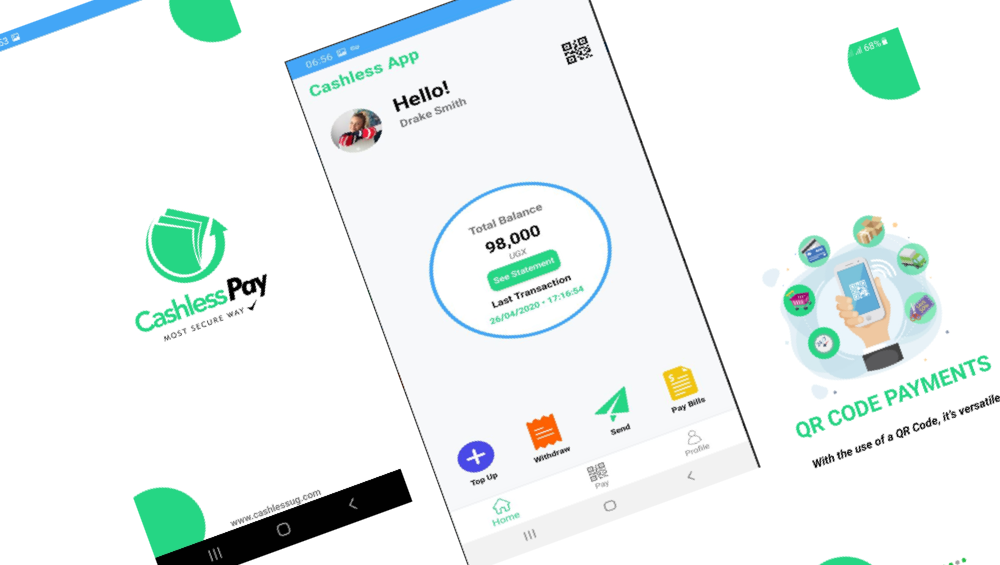 53
CashlessPay
MOST SECURE WAY
www.cashlessug.com
06:56
Cashless App
Hello!
Drake Smith
Total Balance
98,000
UGX
See Statement
Last Transaction
26/04/2020 • 17:16:54
Top Up
Withdraw
Send
Pay Bills
Home
Pay
Profile
68%
24/7
QR CODE PAYMENTS
With the use of a QR Code, it's versatile